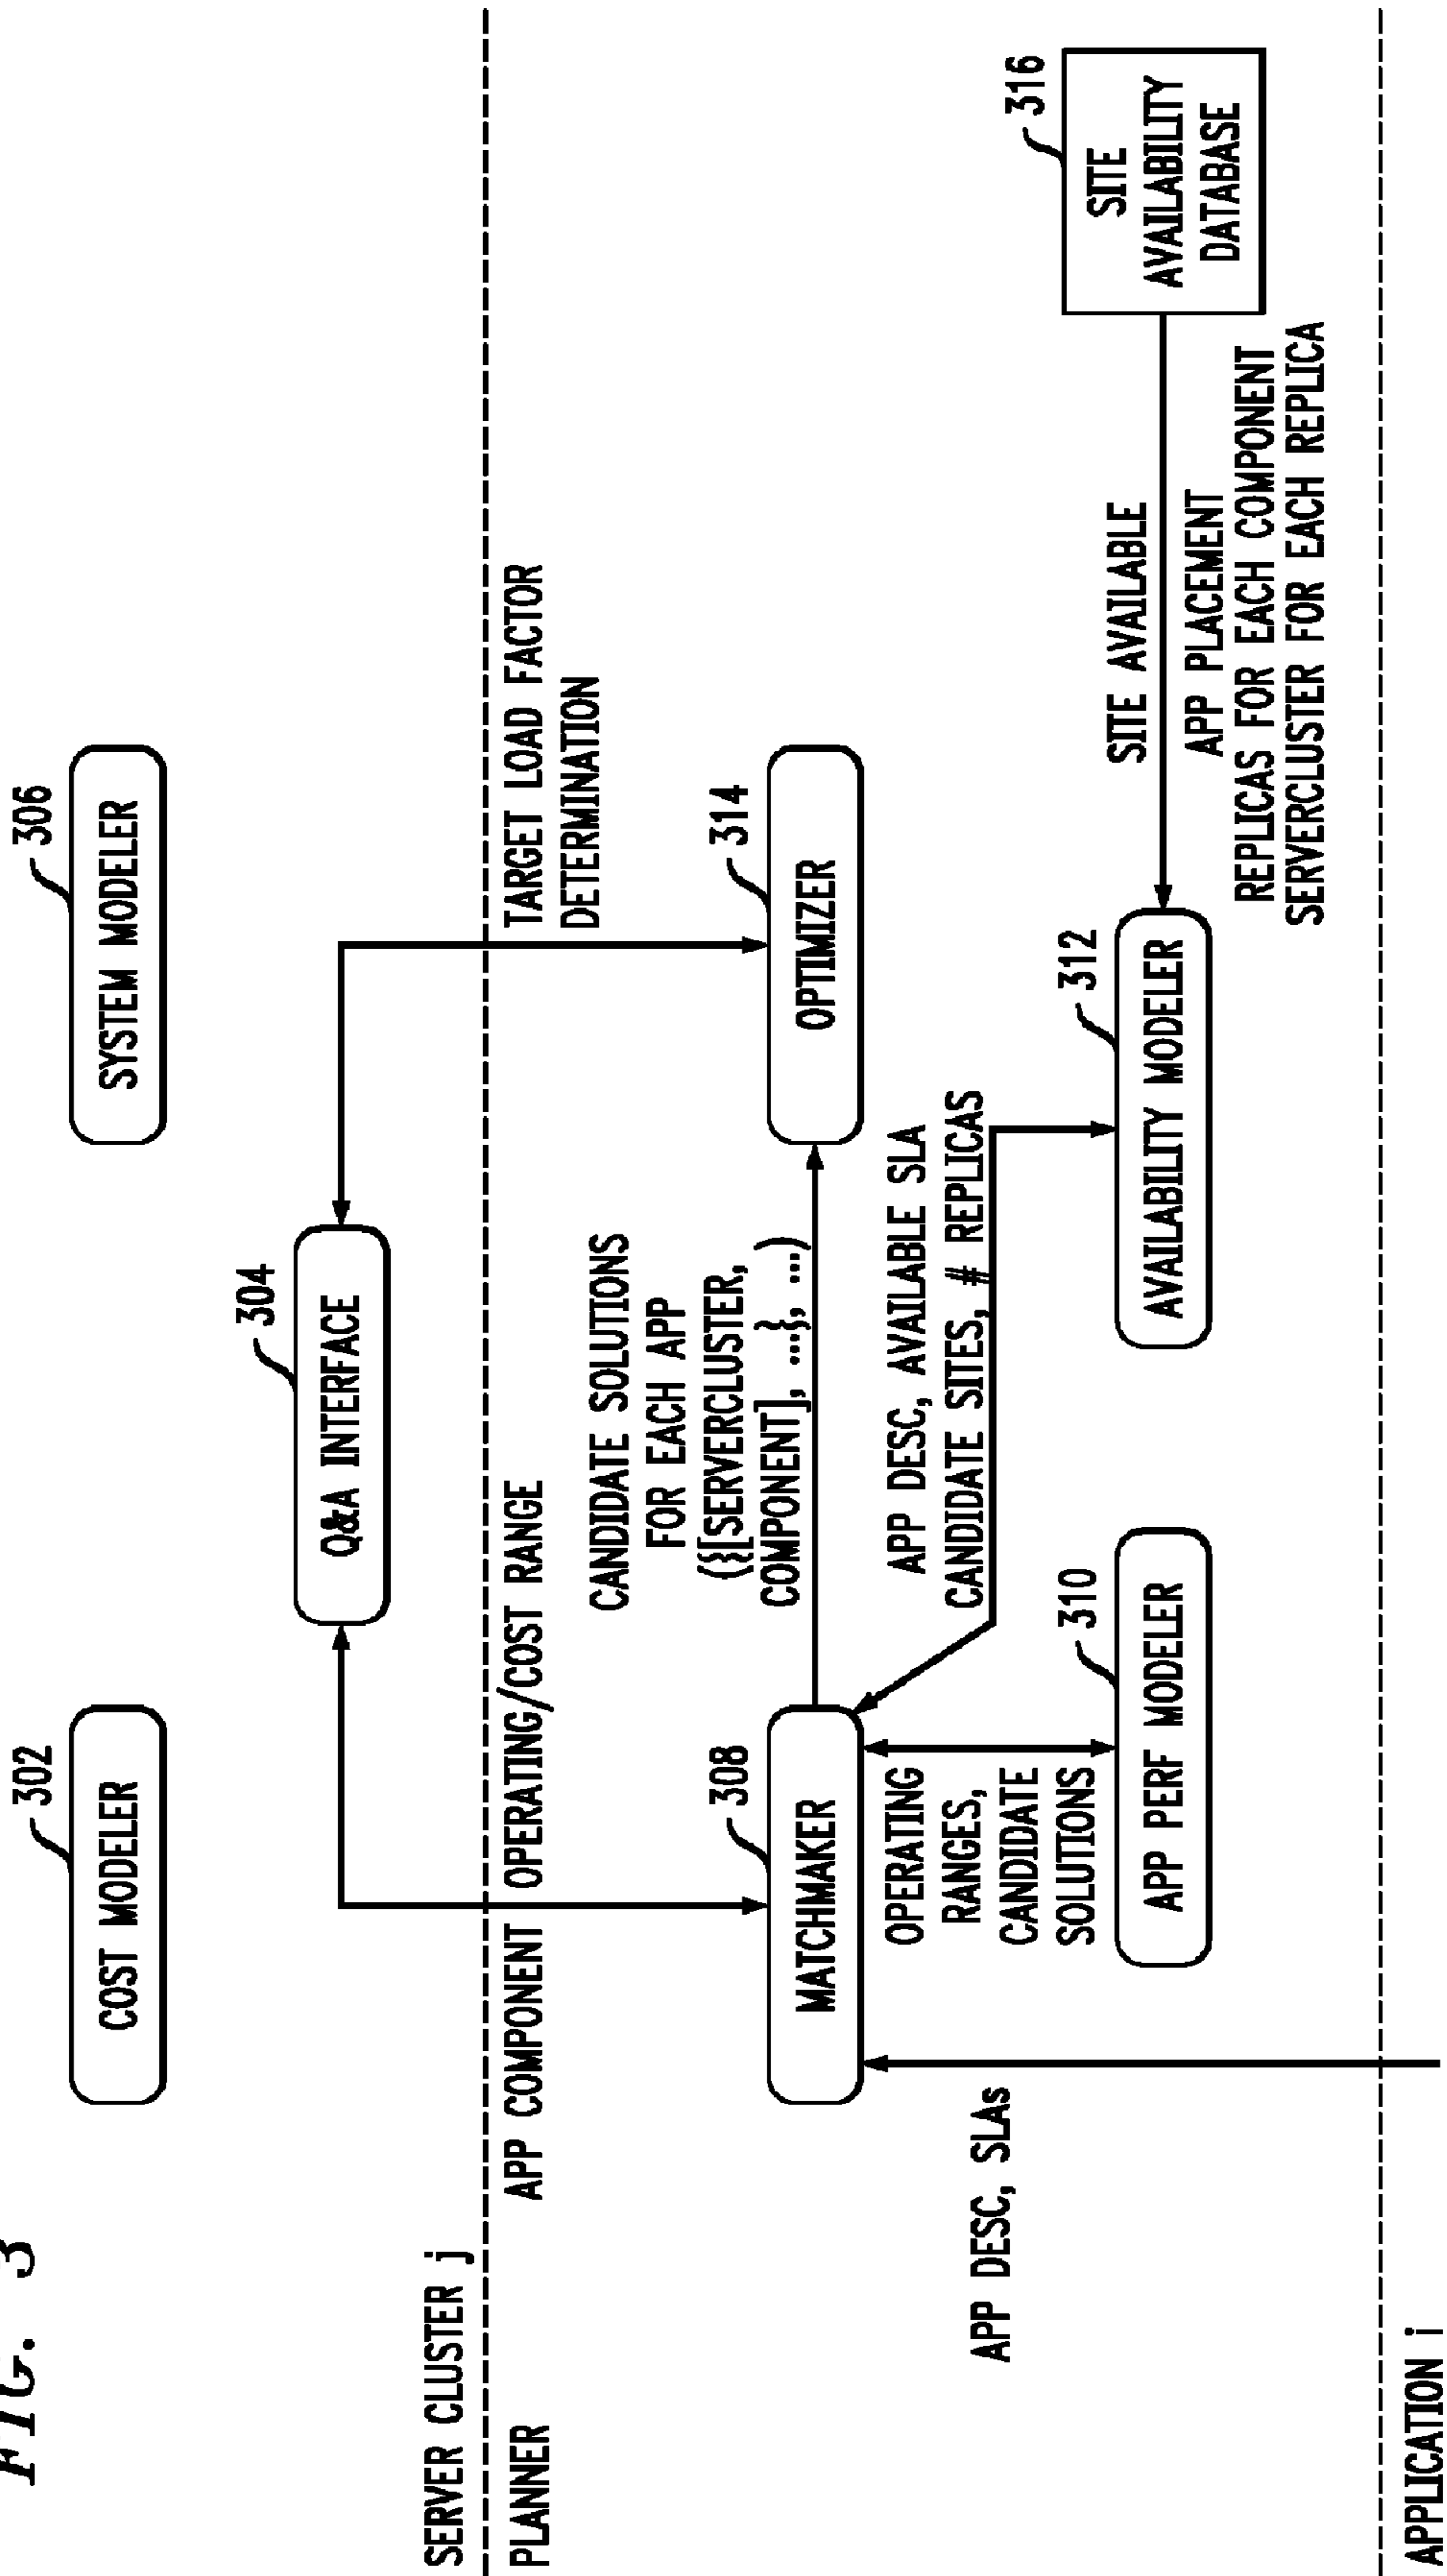 FIG. 3
302
COST MODELER
306
SYSTEM MODELER
304
Q&A INTERFACE
SERVER CLUSTER j
PLANNER
APP COMPONENT OPERATING/COST RANGE
TARGET LOAD FACTOR
DETERMINATION
CANDIDATE SOLUTIONS
FOR EACH APP
({[SERVERCLUSTER,
COMPONENT], ...}, ...)
308
MATCHMAKER
314
OPTIMIZER
OPERATING
RANGES,
CANDIDATE
SOLUTIONS
APP DESC, AVAILABLE SLA
CANDIDATE SITES, # REPLICAS
APP DESC, SLAs
310
APP PERF MODELER
312
AVAILABILITY MODELER
SITE AVAILABLE
APP PLACEMENT
REPLICAS FOR EACH COMPONENT
SERVERCLUSTER FOR EACH REPLICA
316
SITE
AVAILABILITY
DATABASE
APPLICATION i